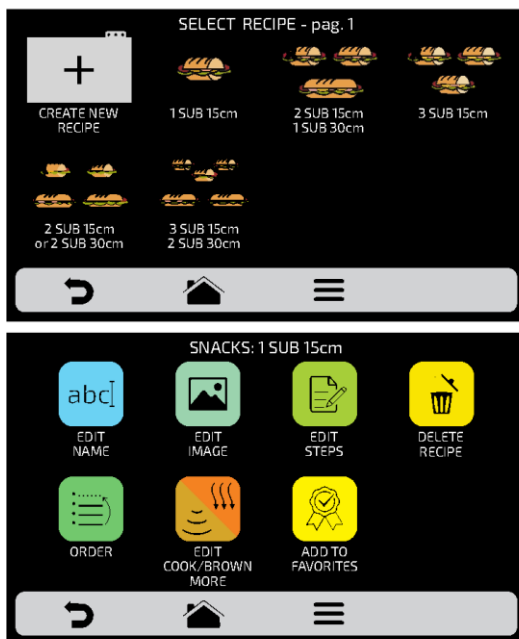 SELECT RECIPE - pag. 1
CREATE NEW
RECIPE
1 SUB 15cm
2 SUB 15cm
1 SUB 30cm
3 SUB 15cm
2 SUB 15cm
or 2 SUB 30cm
3 SUB 15cm
2 SUB 30cm
SNACKS: 1 SUB 15cm
abc
EDIT
NAME
EDIT
IMAGE
EDIT
STEPS
DELETE
RECIPE
ORDER
EDIT
COOK/BROWN
MORE
ADD TO
FAVORITES